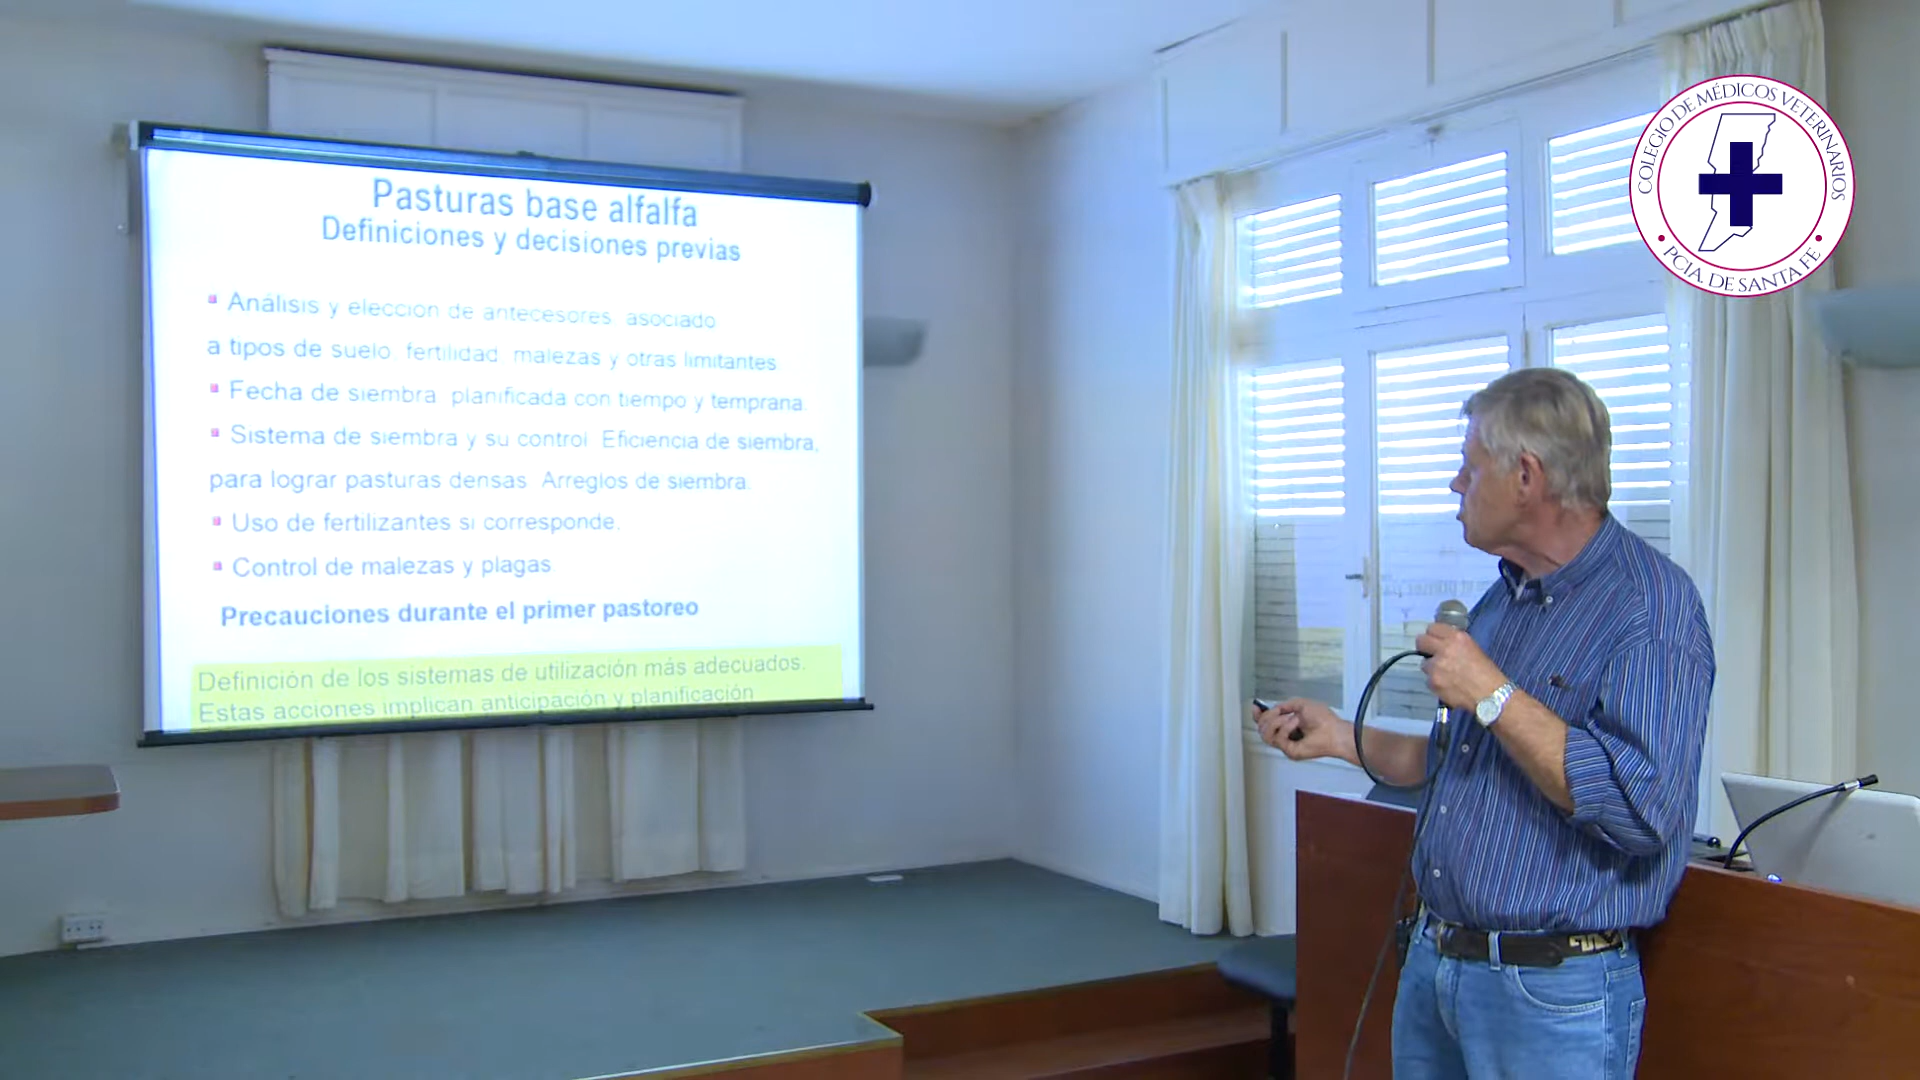 Pasturas base alfalfa
Definiciones y decisiones previas
Análisis y elección de antecesores, asociado
a tipos de suelo, fertilidad, malezas y otras limitantes.
Fecha de siembra, planificada con tiempo y temprana.
Sistema de siembra y su control. Eficiencia de siembra,
para lograr pasturas densas. Arreglos de siembra.
Uso de fertilizantes si corresponde.
Control de malezas y plagas
Precauciones durante el primer pastoreo
Definición de los sistemas de utilización más adecuados.
Estas acciones implican anticipación y planificación
COLEGIO DE MÉDICOS VETERINARIOS
PCIA. DE SANTA FE